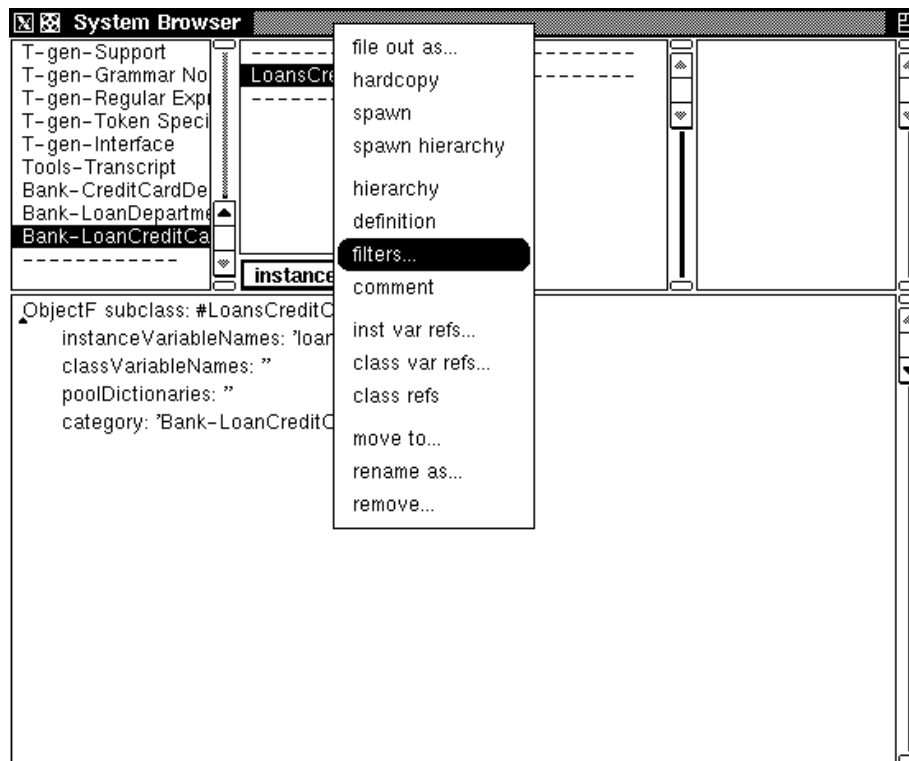 System Browser
T-gen-Support
T-gen-Grammar No
T-gen-Regular Expr
T-gen-Token Speci
T-gen-Interface
Tools-Transcript
Bank-CreditCardDe
Bank-LoanDepartme
Bank-LoanCreditCa
-------------
-------------
LoansCre
-------------
instance
file out as...
hardcopy
spawn
spawn hierarchy
hierarchy
definition
filters...
comment
inst var refs...
class var refs...
class refs
move to...
rename as...
remove...
ObjectF subclass: #LoansCreditC
instanceVariableNames: 'loan
classVariableNames: ''
poolDictionaries: ''
category: 'Bank-LoanCreditC